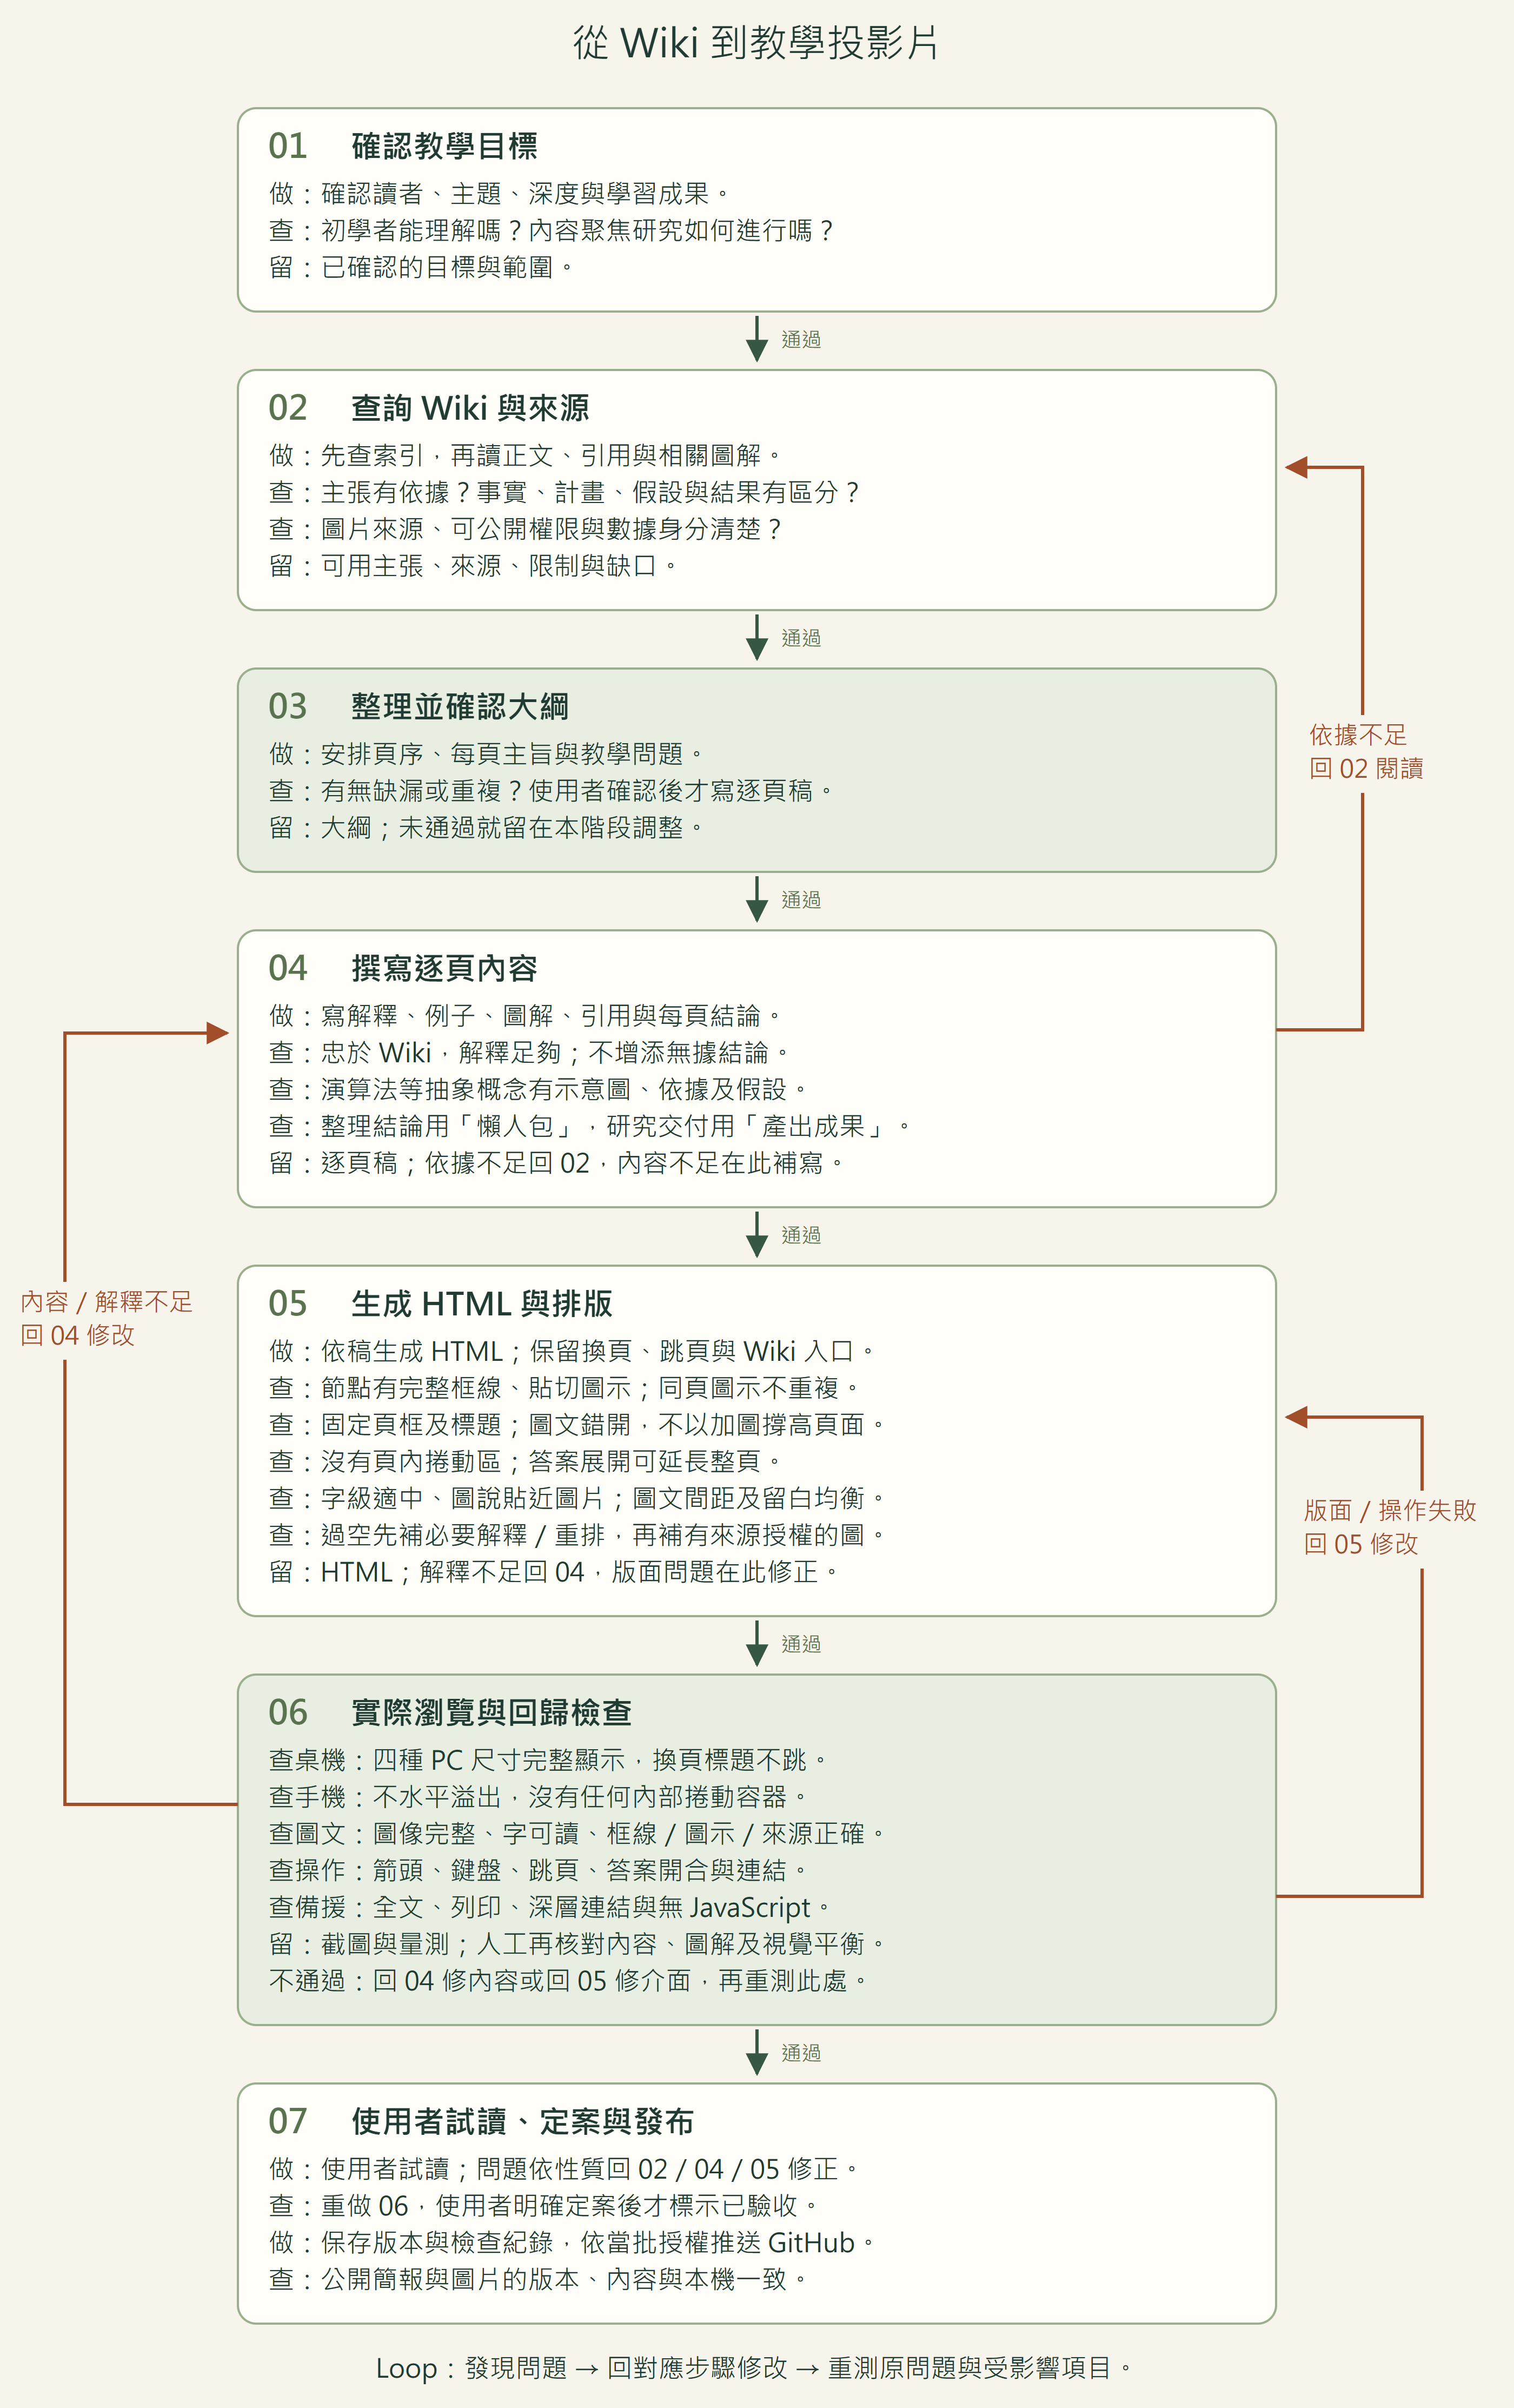 從 Wiki 到教學投影片
01 確認教學目標
做：確認讀者、主題、深度與學習成果。
查：初學者能理解嗎？內容聚焦研究如何進行嗎？
留：已確認的目標與範圍。
通過
02 查詢 Wiki 與來源
做：先查索引，再讀正文、引用與相關圖解。
查：主張有依據？事實、計畫、假設與結果有區分？
查：圖片來源、可公開權限與數據身分清楚？
留：可用主張、來源、限制與缺口。
通過
03 整理並確認大綱
做：安排頁序、每頁主旨與教學問題。
查：有無缺漏或重複？使用者確認後才寫逐頁稿。
留：大綱；未通過就留在本階段調整。
依據不足
回 02 閱讀
通過
04 撰寫逐頁內容
做：寫解釋、例子、圖解、引用與每頁結論。
查：忠於 Wiki，解釋足夠；不增添無據結論。
查：演算法等抽象概念有示意圖、依據及假設。
查：整理結論用「懶人包」，研究交付用「產出成果」。
留：逐頁稿；依據不足回 02，內容不足在此補寫。
通過
內容 / 解釋不足
回 04 修改
05 生成 HTML 與排版
做：依稿生成 HTML；保留換頁、跳頁與 Wiki 入口。
查：節點有完整框線、貼切圖示；同頁圖示不重複。
查：固定頁框及標題；圖文錯開，不以加圖撐高頁面。
查：沒有頁內捲動區；答案展開可延長整頁。
查：字級適中、圖說貼近圖片；圖文間距及留白均衡。
查：過空先補必要解釋 / 重排，再補有來源授權的圖。
留：HTML；解釋不足回 04，版面問題在此修正。
版面 / 操作失敗
回 05 修改
通過
06 實際瀏覽與回歸檢查
查桌機：四種 PC 尺寸完整顯示，換頁標題不跳。
查手機：不水平溢出，沒有任何內部捲動容器。
查圖文：圖像完整、字可讀、框線 / 圖示 / 來源正確。
查操作：箭頭、鍵盤、跳頁、答案開合與連結。
查備援：全文、列印、深層連結與無 JavaScript。
留：截圖與量測；人工再核對內容、圖解及視覺平衡。
不通過：回 04 修內容或回 05 修介面，再重測此處。
通過
07 使用者試讀、定案與發布
做：使用者試讀；問題依性質回 02 / 04 / 05 修正。
查：重做 06，使用者明確定案後才標示已驗收。
做：保存版本與檢查紀錄，依當批授權推送 GitHub。
查：公開簡報與圖片的版本、內容與本機一致。
Loop：發現問題 → 回對應步驟修改 → 重測原問題與受影響項目。